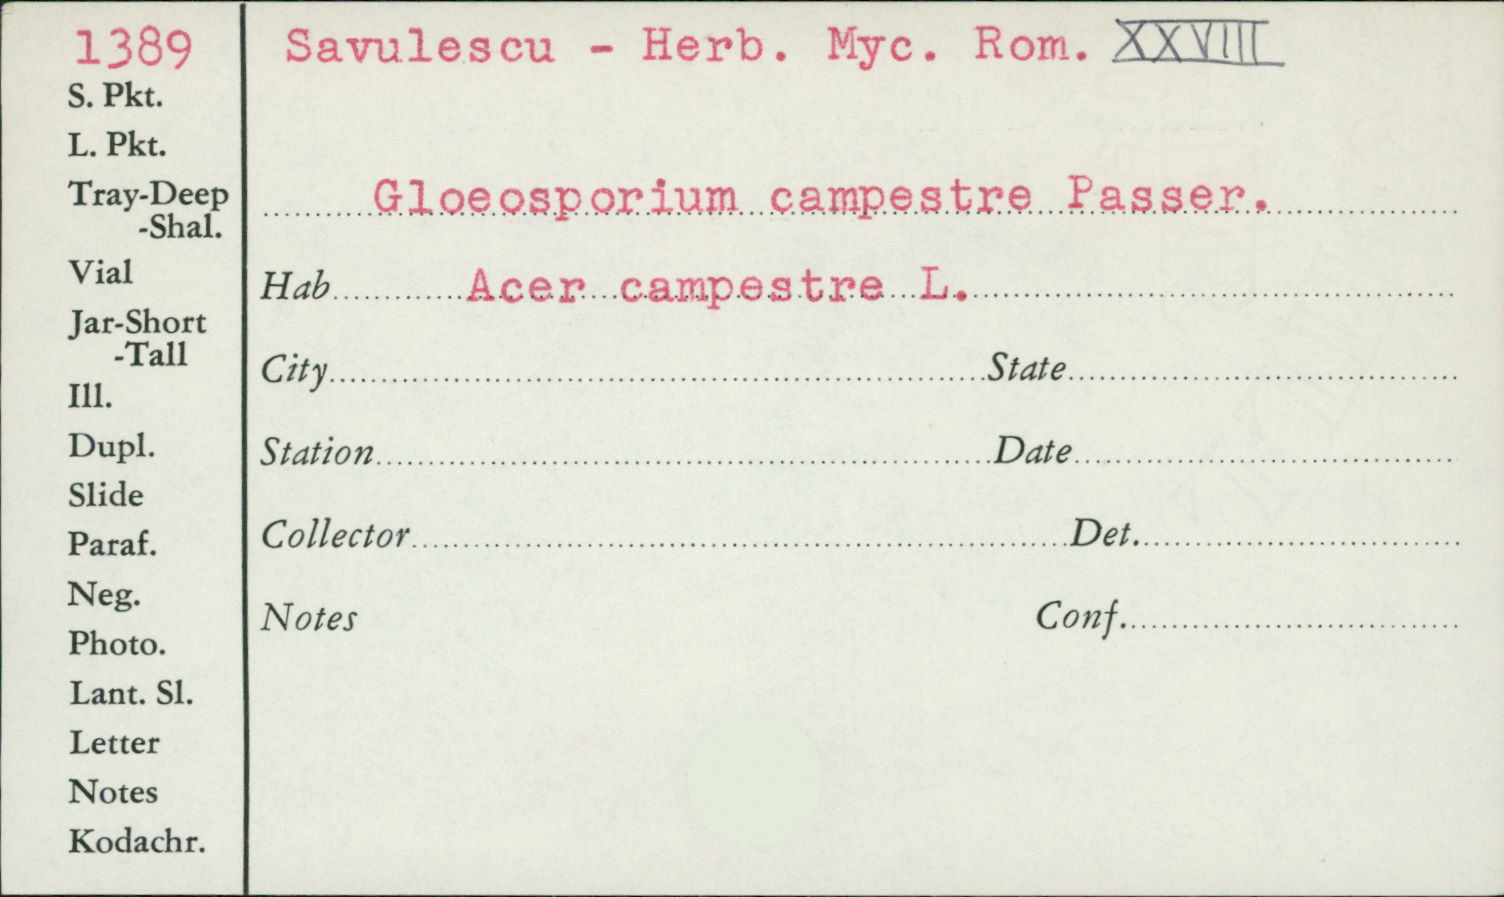 1389
S. Pkt.
L. Pkt.
Tray-Deep
-Shal.
Vial
Jar-Short
-Tall
Ill.
Dupl.
Slide
Paraf.
Neg.
Photo.
Lant. Sl.
Letter
Notes
Kodachr.
Savulescu - Herb. Myc. Rom. XXVIII
Gloeosporium campestre Passer.
Hab Acer campestre L.
City State
Station Date
Collector Det.
Notes Conf.